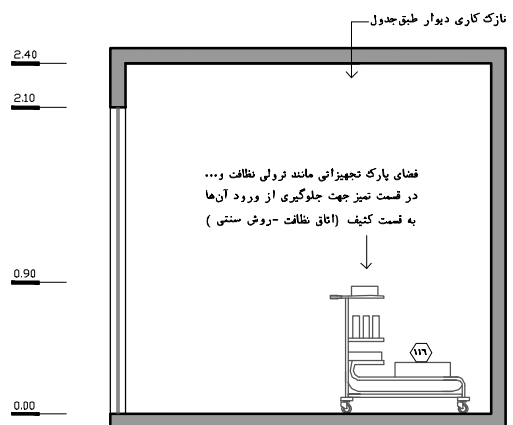 نازک کاری دیوار طبق جدول
2.40
2.10
فضای پارک تجهیزاتی مانند ترولی نظافت و...
در قسمت تمیز جهت جلوگیری از ورود آن‌ها
به قسمت کثیف (اتاق نظافت -روش سنتی )
0.90
۱۱۶
0.00